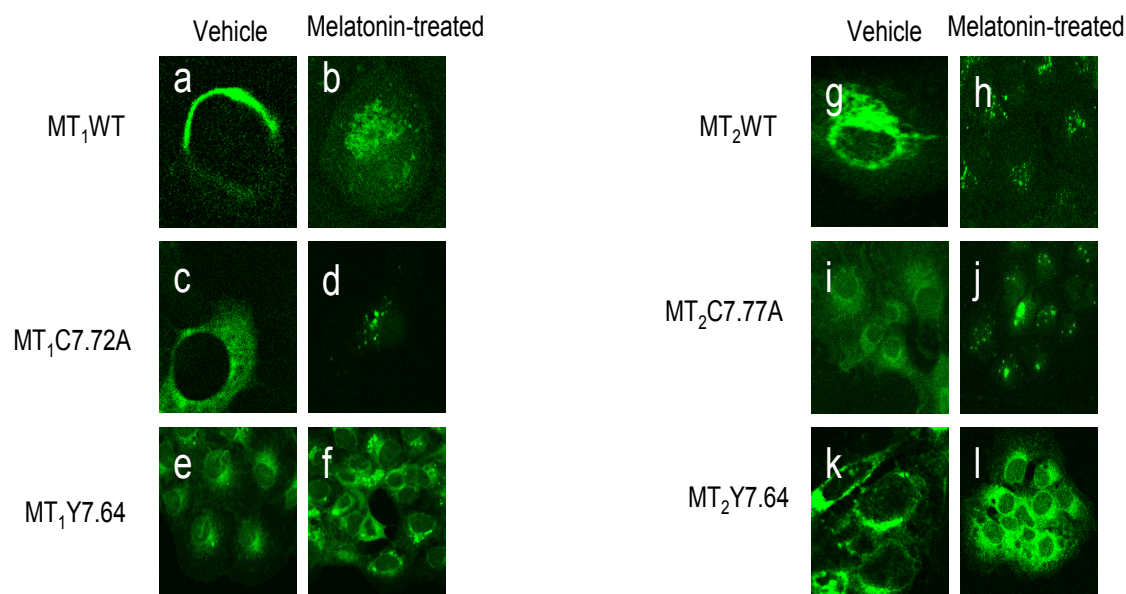 Vehicle Melatonin-treated Vehicle Melatonin-treated
MT₁WT a b MT₂WT g h
MT₁C7.72A c d MT₂C7.77A i j
MT₁Y7.64 e f MT₂Y7.64 k l